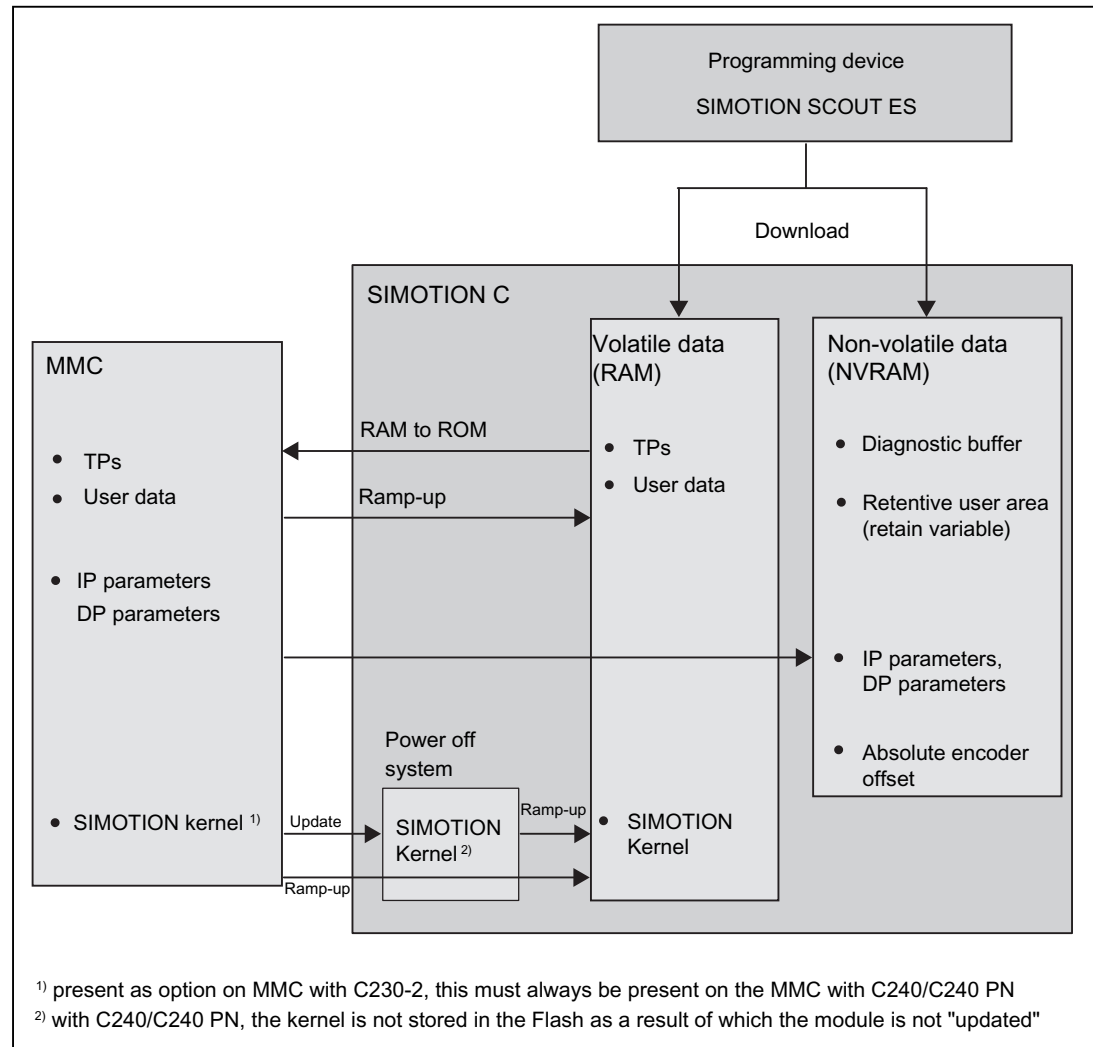 Programming device
SIMOTION SCOUT ES
Download
SIMOTION C
MMC
• TPs
• User data
• IP parameters
DP parameters
• SIMOTION kernel 1)
RAM to ROM
Ramp-up
Power off
system
Update
SIMOTION
Kernel 2)
Ramp-up
Ramp-up
Volatile data
(RAM)
• TPs
• User data
• SIMOTION
Kernel
Non-volatile data
(NVRAM)
• Diagnostic buffer
• Retentive user area
(retain variable)
• IP parameters,
DP parameters
• Absolute encoder
offset
1) present as option on MMC with C230-2, this must always be present on the MMC with C240/C240 PN
2) with C240/C240 PN, the kernel is not stored in the Flash as a result of which the module is not "updated"